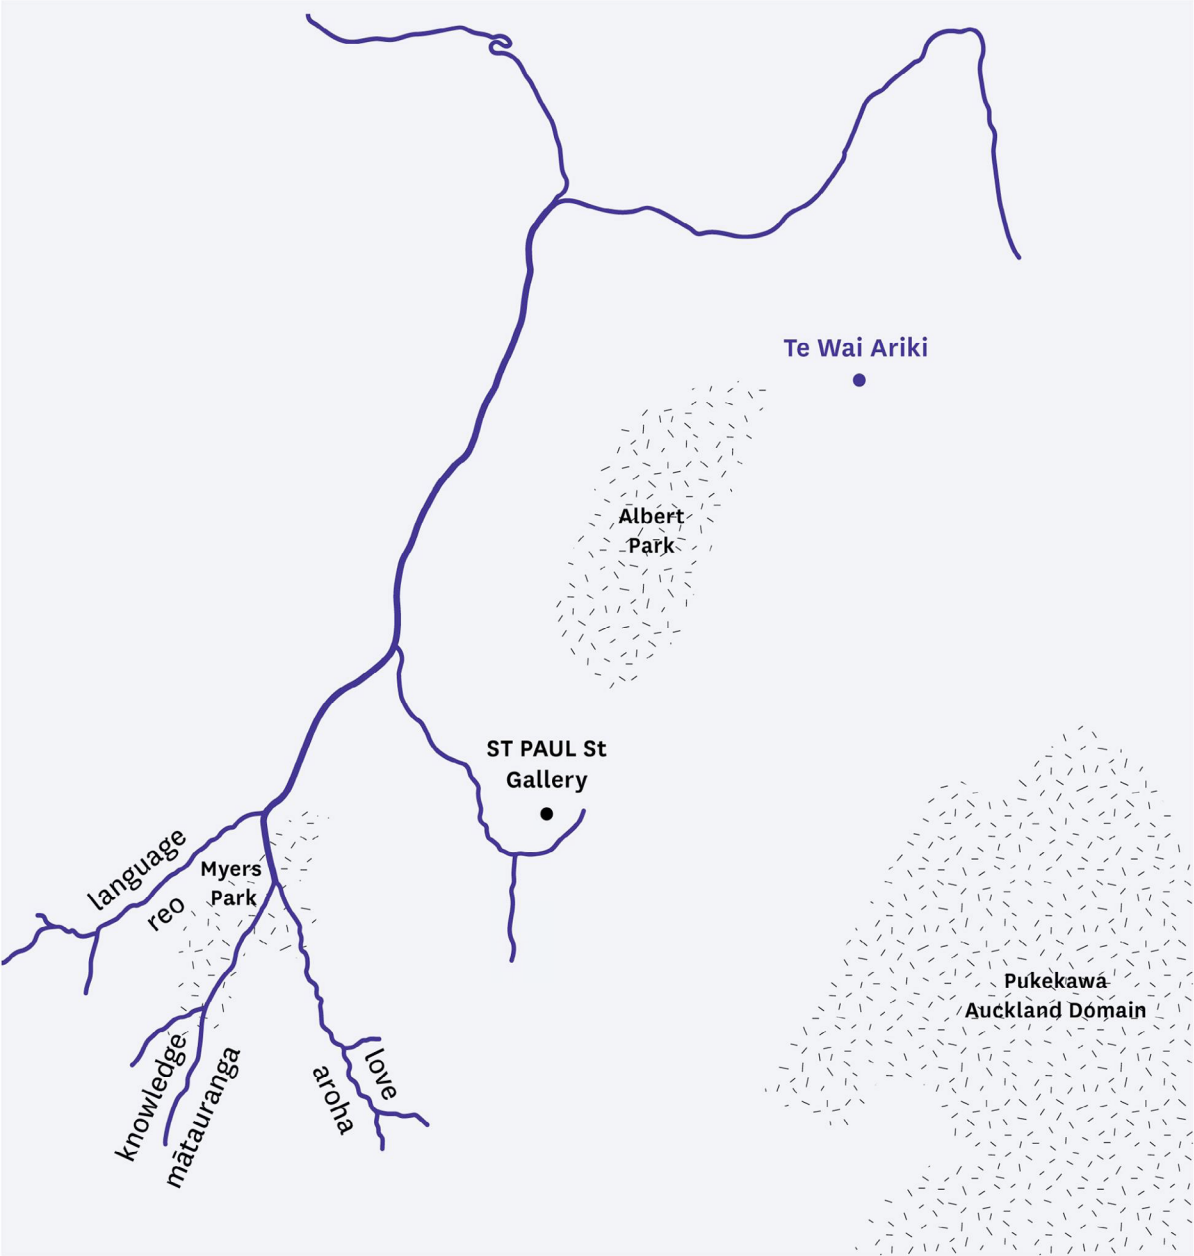 Te Wai Ariki
Albert
Park
ST PAUL St
Gallery
language
reo
Myers
Park
knowledge
mātauranga
aroha
love
Pukekawa
Auckland Domain